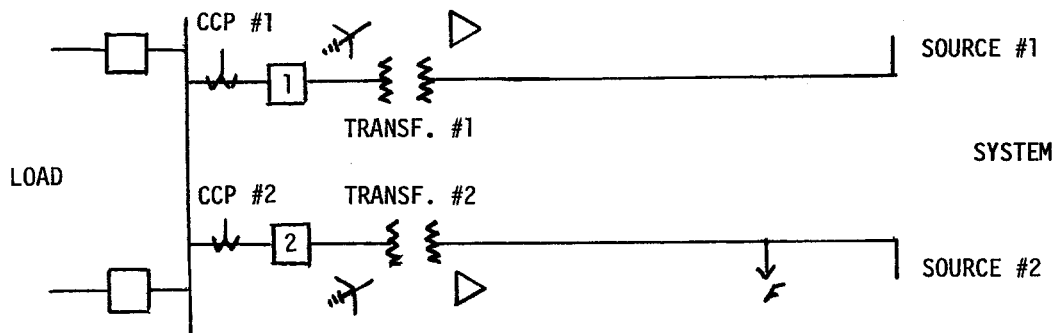 CCP #1
SOURCE #1
1
TRANSF. #1
SYSTEM
LOAD
CCP #2
TRANSF. #2
2
SOURCE #2
F